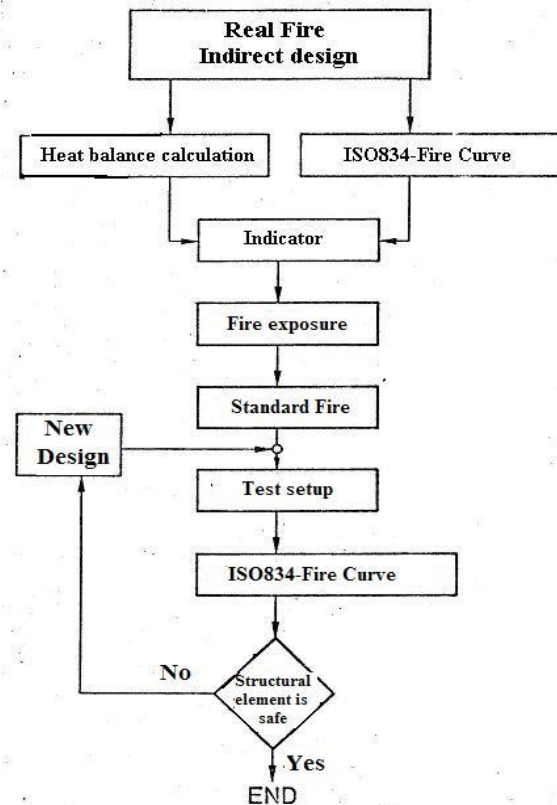 Real Fire
Indirect design
Heat balance calculation
ISO834-Fire Curve
Indicator
Fire exposure
Standard Fire
New
Design
Test setup
ISO834-Fire Curve
No
Structural
element is
safe
Yes
END